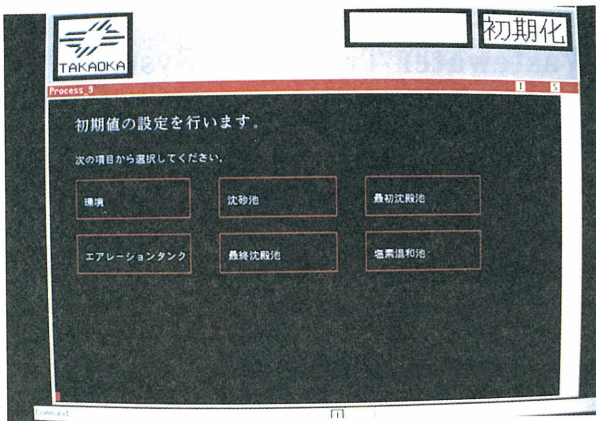 TAKAOKA
初期化
Process_9
I S
初期値の設定を行います。
次の項目から選択してください。
環境
沈砂池
最初沈殿池
エアレーションタンク
最終沈殿池
塩素混和池
Command